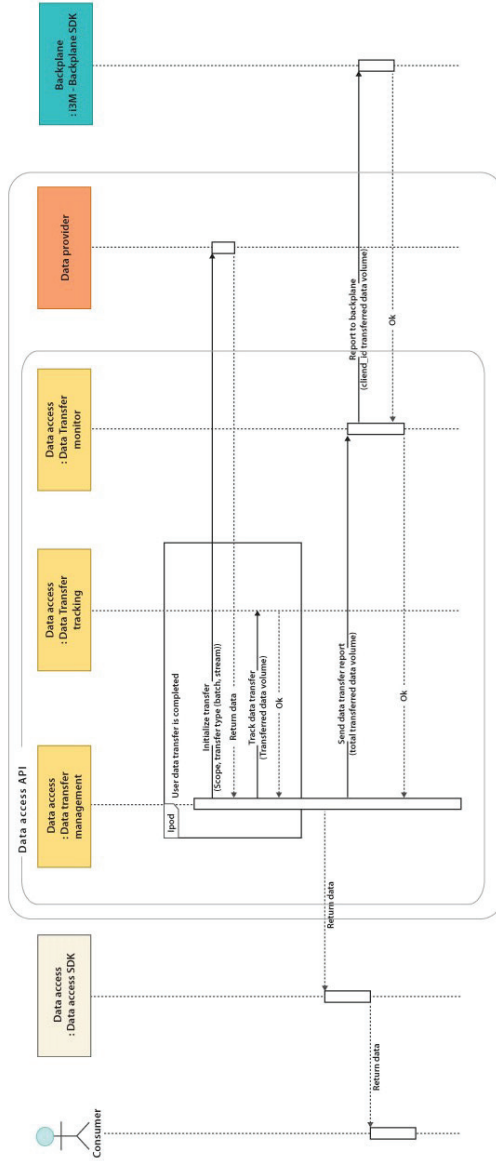 Consumer
Data access
: Data access SDK
Data access API
Data access
: Data transfer
management
Data access
: Data Transfer
tracking
Data access
: Data Transfer
monitor
Data provider
Backplane
: i3M - Backplane SDK
lpod
User data transfer is completed
Initialize transfer
(Scope, transfer type (batch, stream))
Return data
Track data transfer
(Transferred data volume)
Ok
Return data
Send data transfer report
(total transferred data volume)
Report to backplane
(cliend_id transferred data volume)
Return data
Ok
Ok